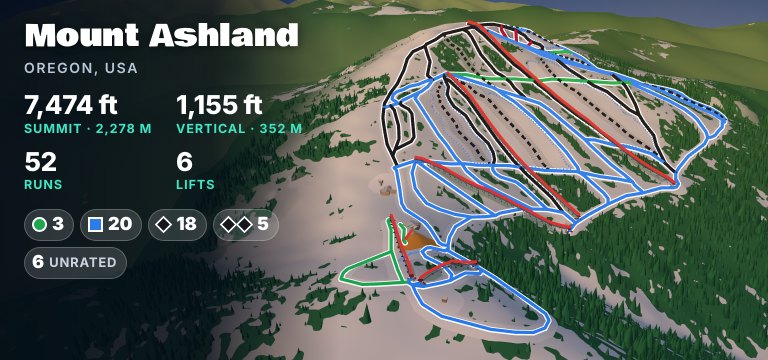 Mount Ashland
OREGON, USA
7,474 ft 1,155 ft
SUMMIT · 2,278 M VERTICAL · 352 M
52 6
RUNS LIFTS
3 20 18 5
6 UNRATED